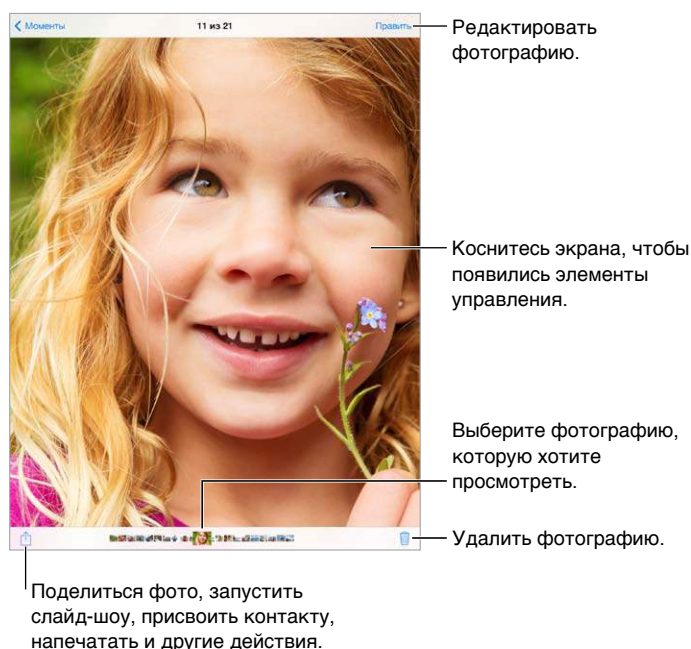 Моменты
11 из 21
Править
Редактировать
фотографию.
Коснитесь экрана, чтобы
появились элементы
управления.
Выберите фотографию,
которую хотите
просмотреть.
Удалить фотографию.
Поделиться фото, запустить
слайд-шоу, присвоить контакту,
напечатать и другие действия.